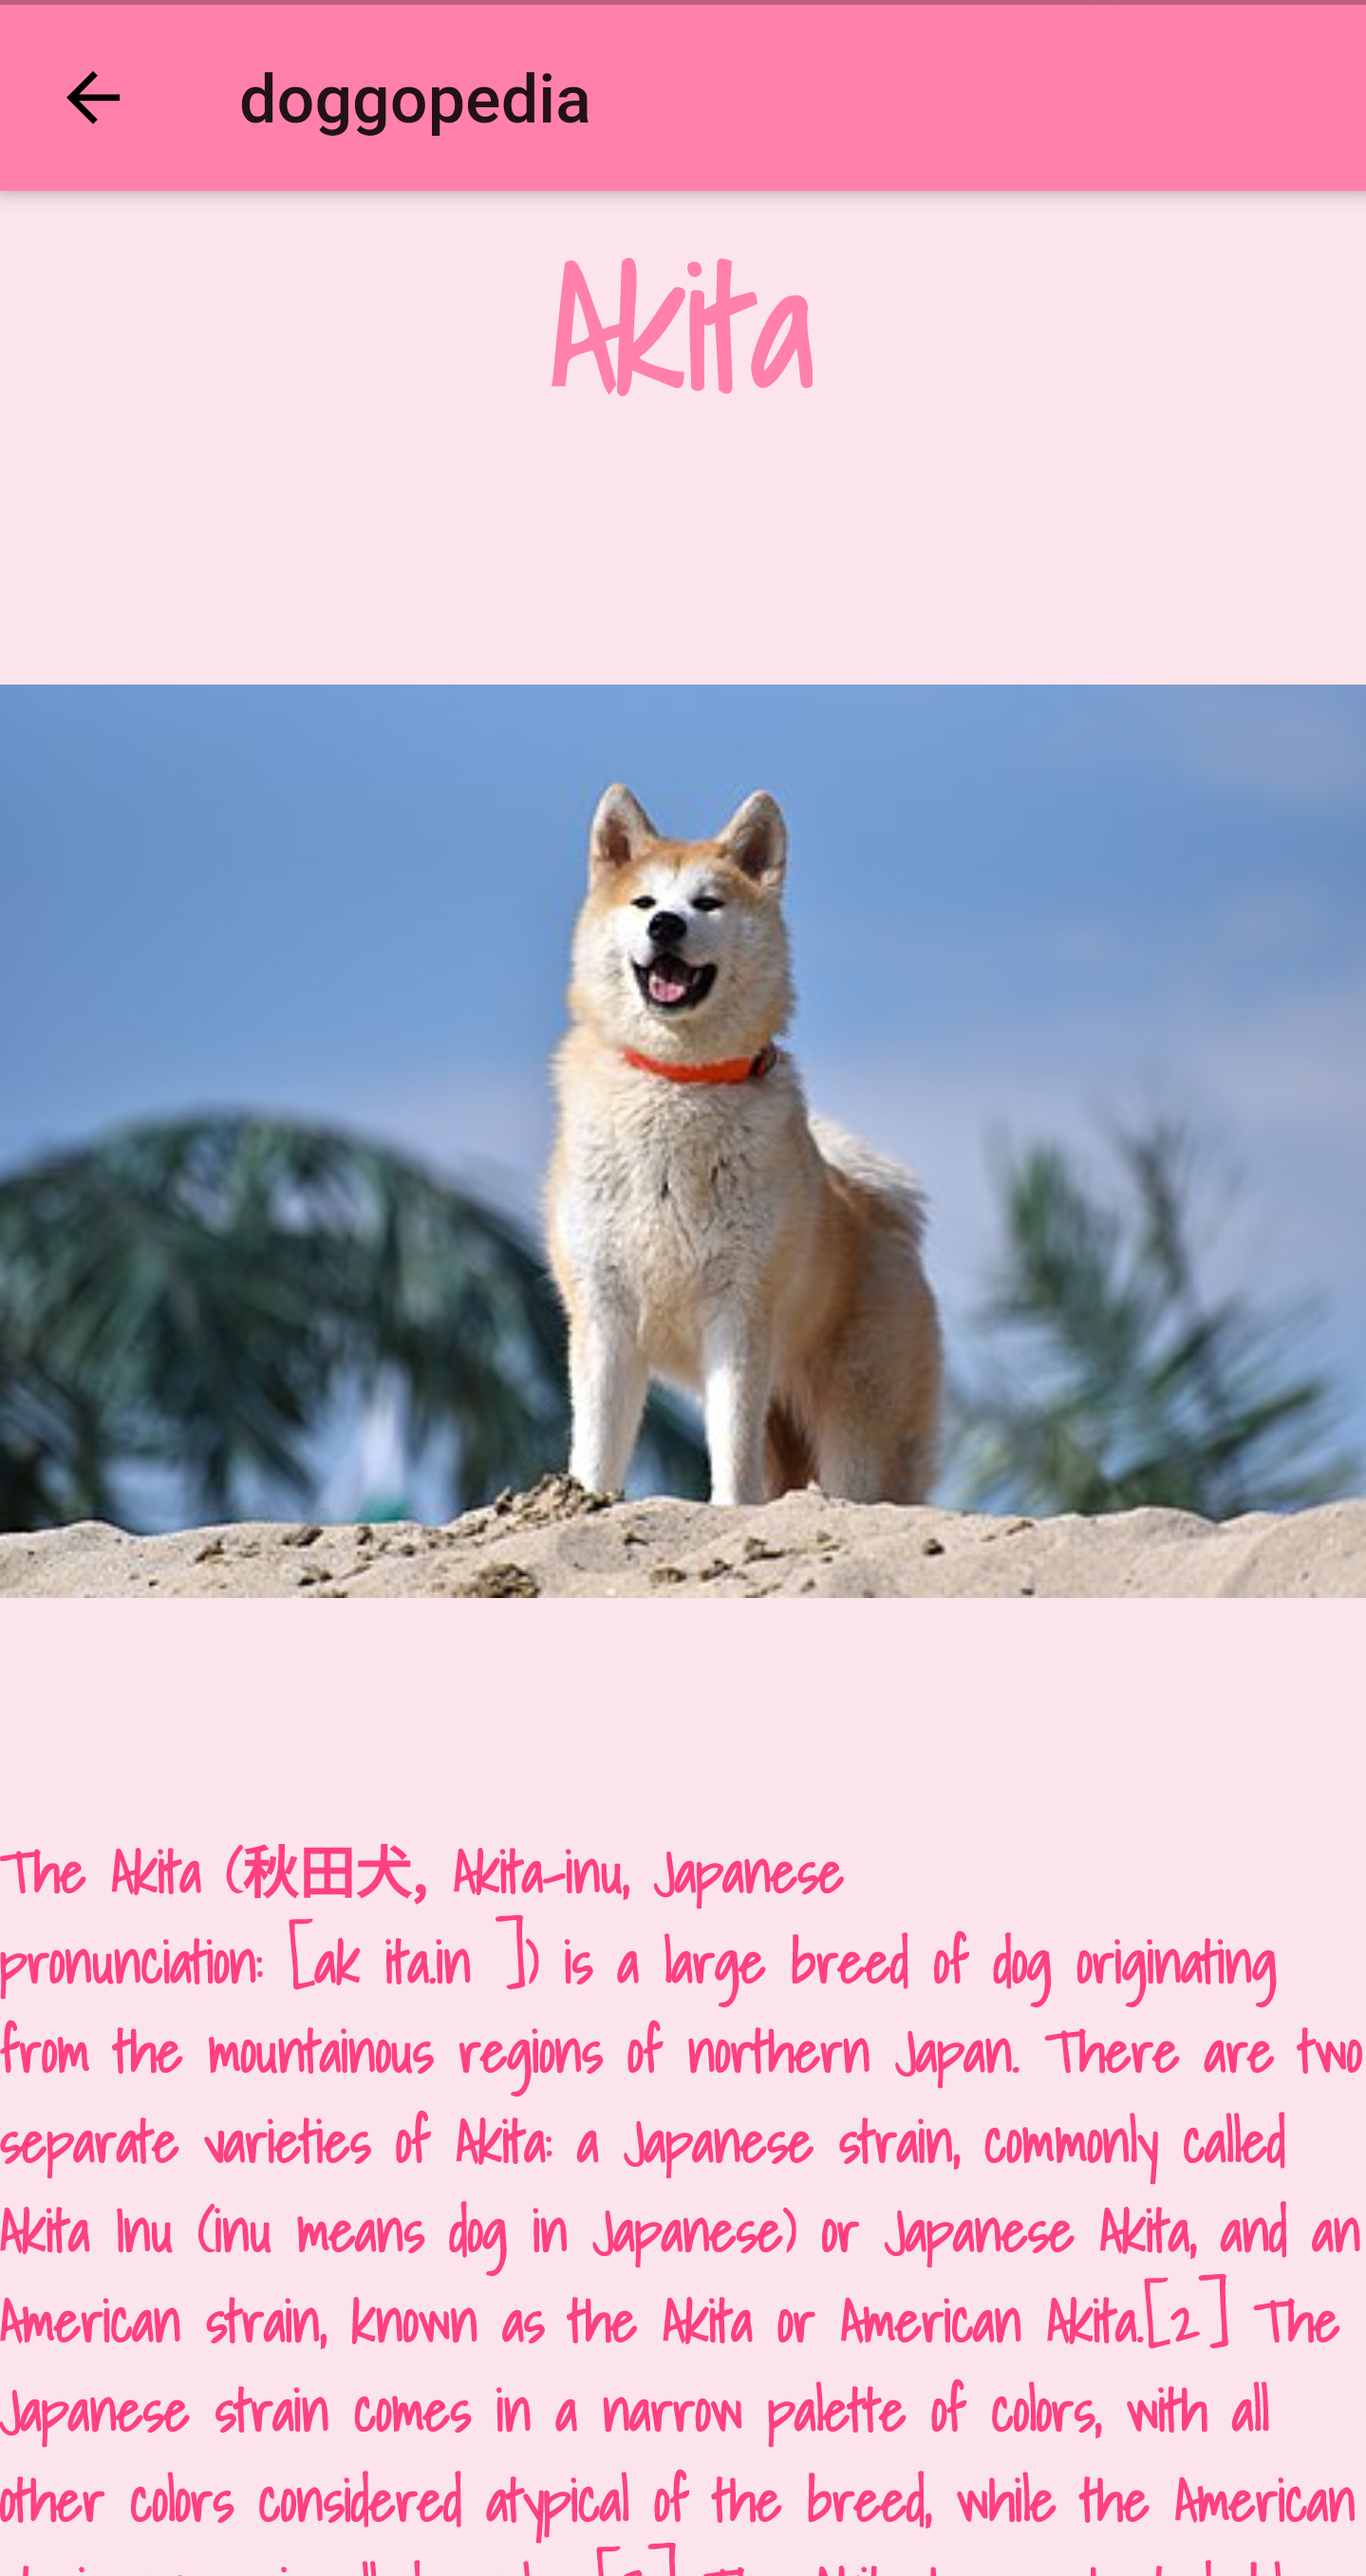 doggopedia
Akita
The Akita (秋田犬, Akita-inu, Japanese
pronunciation: [ak ita.in ]) is a large breed of dog originating
from the mountainous regions of northern Japan. There are two
separate varieties of Akita: a Japanese strain, commonly called
Akita Inu (inu means dog in Japanese) or Japanese Akita, and an
American strain, known as the Akita or American Akita.[2] The
Japanese strain comes in a narrow palette of colors, with all
other colors considered atypical of the breed, while the American